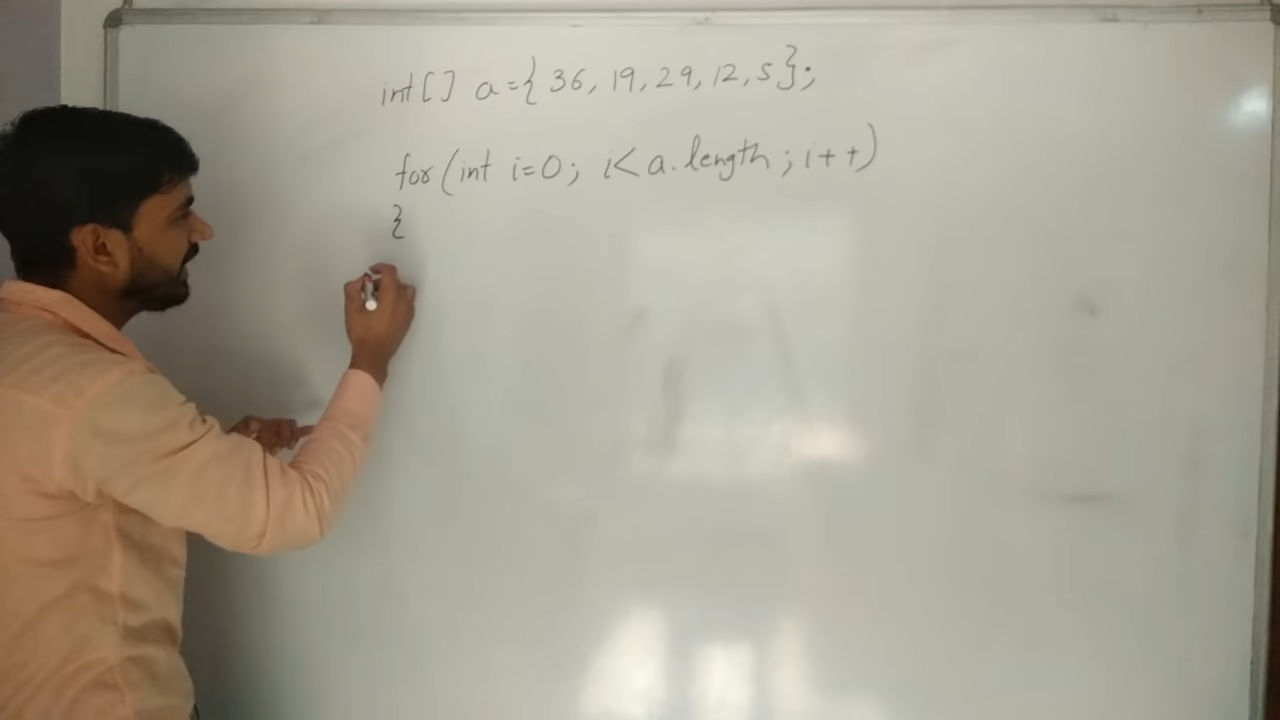 int[] a={36, 19, 29, 12, 5};
for(int i=0; i<a.length; i++)
{